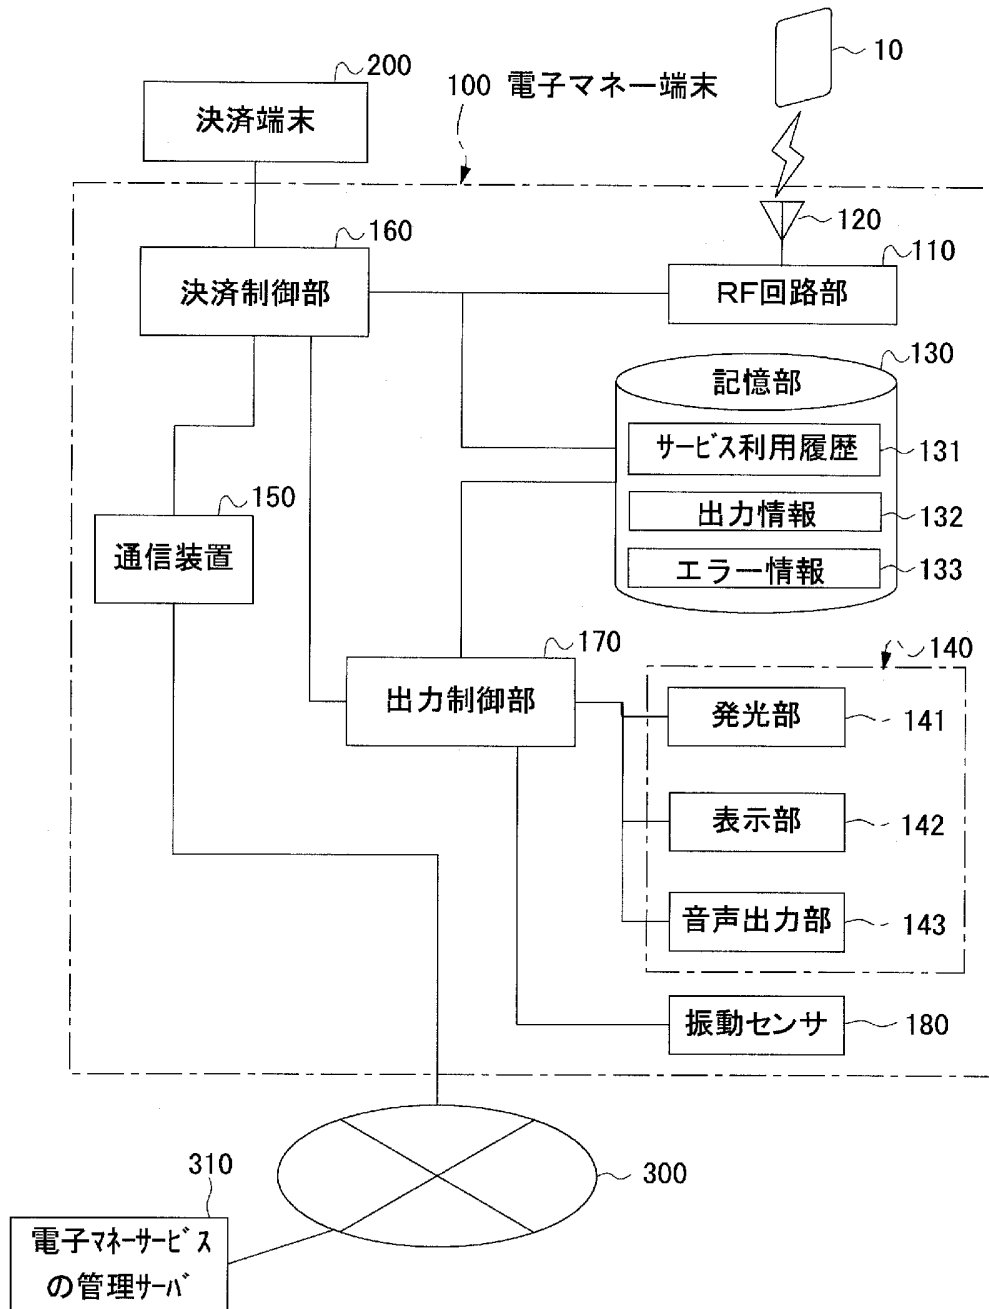 10
200
100 電子マネー端末
決済端末
120
160
110
決済制御部
RF回路部
130
記憶部
サービス利用履歴
131
150
出力情報
132
通信装置
エラー情報
133
170
140
出力制御部
発光部
141
表示部
142
音声出力部
143
振動センサ
180
310
300
電子マネーサービス
の管理サーバ